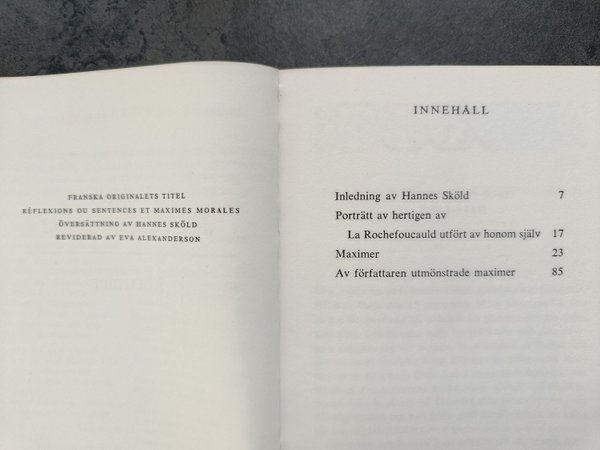 FRANSKA ORIGINALETS TITEL
RÉFLEXIONS OU SENTENCES ET MAXIMES MORALES
ÖVERSÄTTNING AV HANNES SKÖLD
REVIDERAD AV EVA ALEXANDERSON
INNEHÅLL
Inledning av Hannes Sköld 7
Porträtt av hertigen av
La Rochefoucauld utfört av honom själv 17
Maximer 23
Av författaren utmönstrade maximer 85